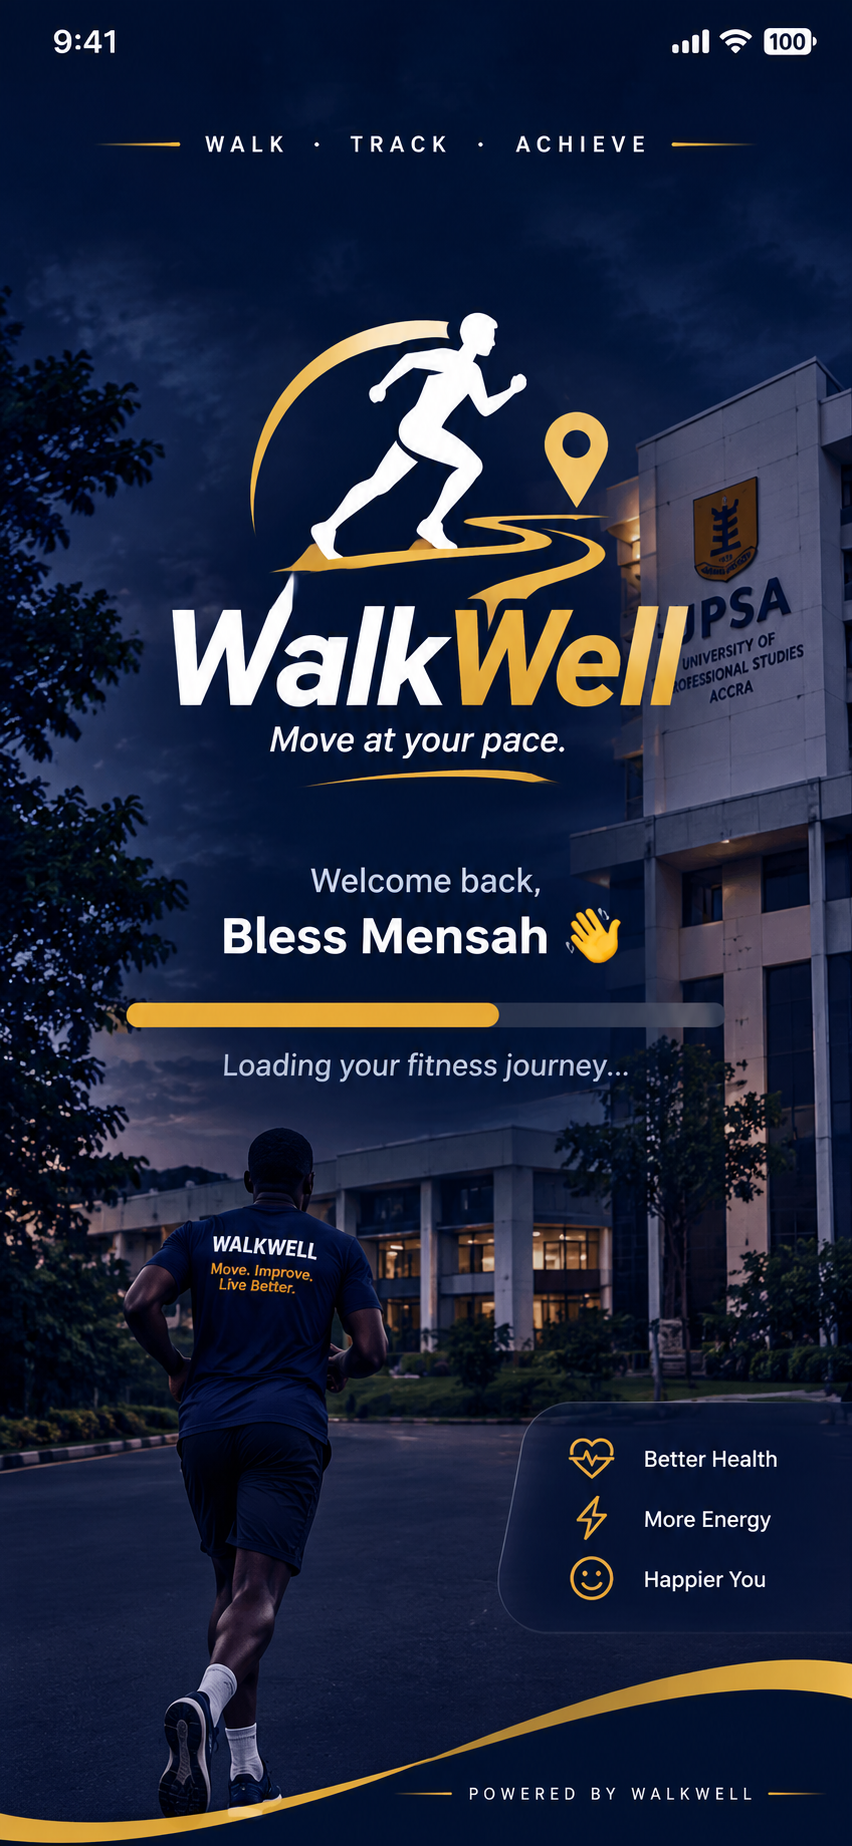 9:41
100
WALK · TRACK · ACHIEVE
WalkWell
Move at your pace.
UPSA
UNIVERSITY OF
PROFESSIONAL STUDIES
ACCRA
Welcome back,
Bless Mensah 👋
Loading your fitness journey...
WALKWELL
Move. Improve.
Live Better.
Better Health
More Energy
Happier You
POWERED BY WALKWELL